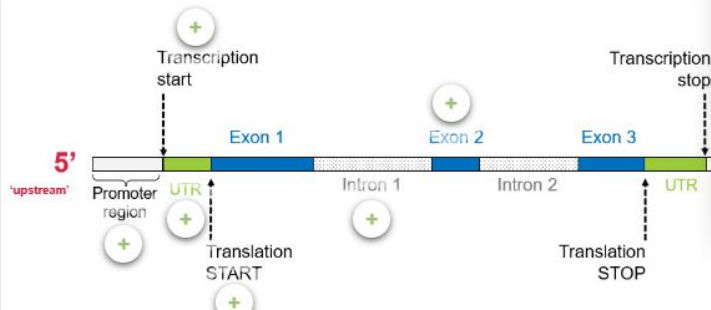 Transcription
start
Transcription
stop
Exon 1
Exon 2
Exon 3
5’
‘upstream’
Promoter
region
UTR
Intron 1
Intron 2
UTR
Translation
START
Translation
STOP